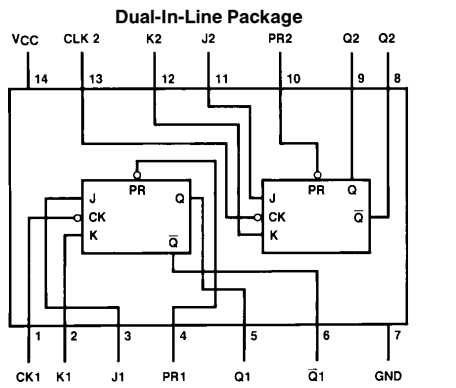 Dual-In-Line Package
VCC CLK 2 K2 J2 PR2 Q2 Q2
14 13 12 11 10 9 8
PR
J Q
CK
K
Q̅
PR Q
J
CK Q̅
K
1 2 3 4 5 6 7
CK1 K1 J1 PR1 Q1 Q̅1 GND